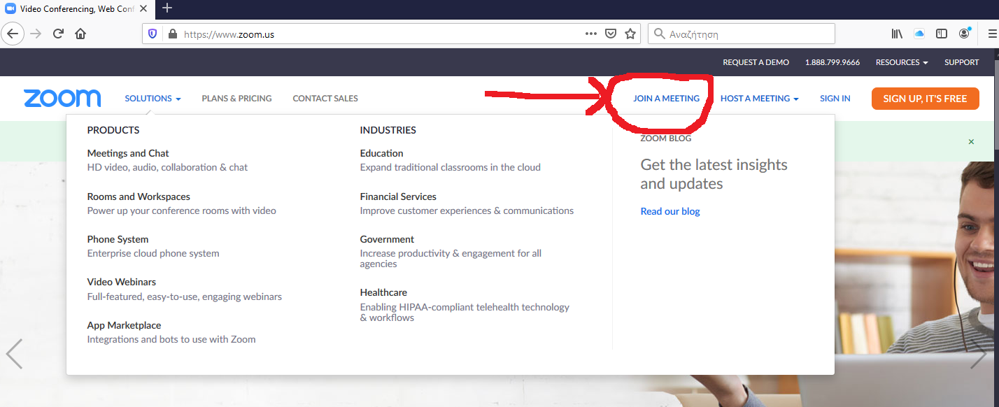 Video Conferencing, Web Conf
https://www.zoom.us
Αναζήτηση
REQUEST A DEMO 1.888.799.9666 RESOURCES SUPPORT
zoom SOLUTIONS PLANS & PRICING CONTACT SALES JOIN A MEETING HOST A MEETING SIGN IN SIGN UP, IT'S FREE
PRODUCTS
Meetings and Chat
HD video, audio, collaboration & chat
Rooms and Workspaces
Power up your conference rooms with video
Phone System
Enterprise cloud phone system
Video Webinars
Full-featured, easy-to-use, engaging webinars
App Marketplace
Integrations and bots to use with Zoom
INDUSTRIES
Education
Expand traditional classrooms in the cloud
Financial Services
Improve customer experiences & communications
Government
Increase productivity & engagement for all
agencies
Healthcare
Enabling HIPAA-compliant telehealth technology
& workflows
ZOOM BLOG
Get the latest insights
and updates
Read our blog